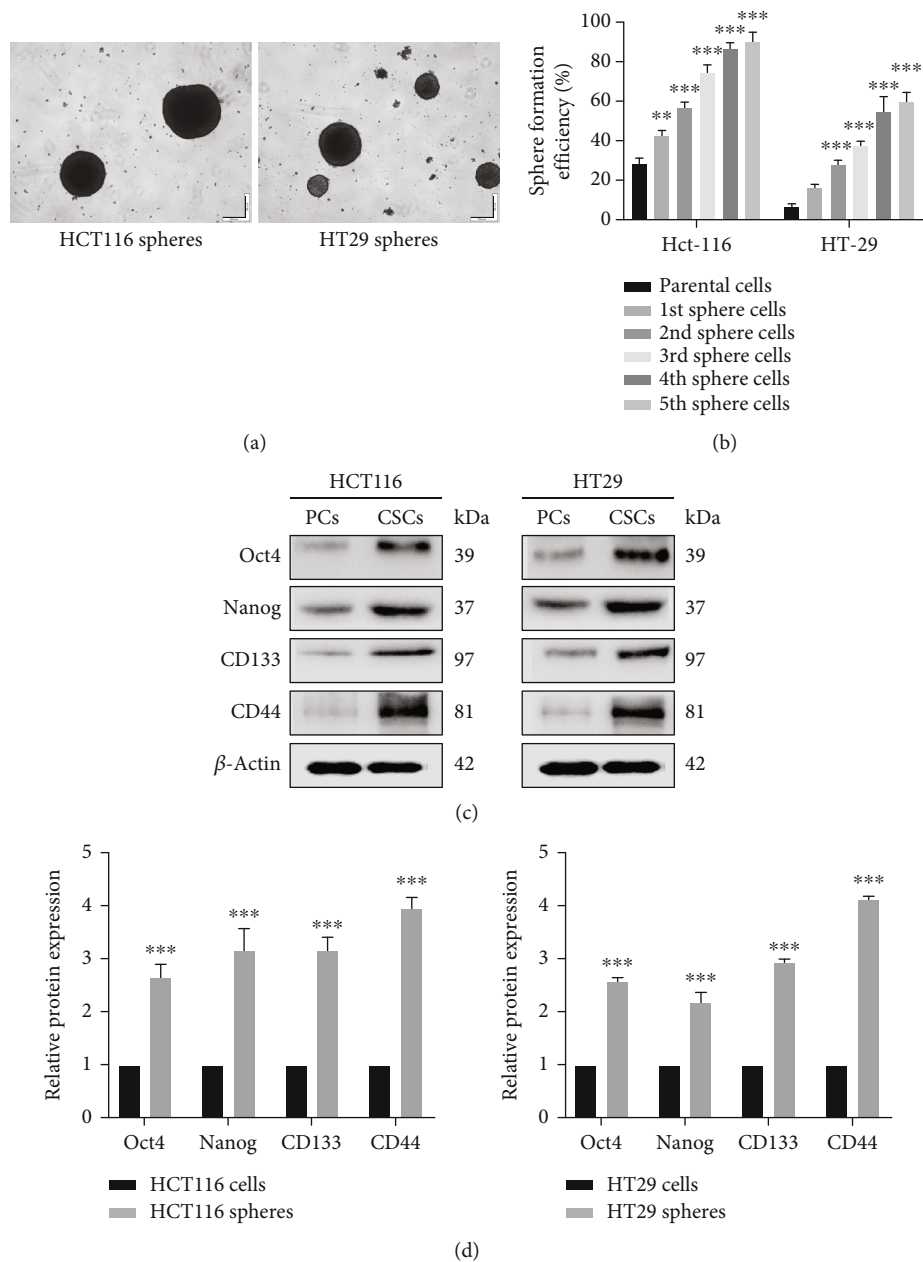 HCT116 spheres
HT29 spheres
(a)
Sphere formation
efficiency (%)
100
80
60
40
20
0
**
***
***
***
***
***
***
***
***
Hct-116
HT-29
Parental cells
1st sphere cells
2nd sphere cells
3rd sphere cells
4th sphere cells
5th sphere cells
(b)
HCT116
HT29
PCs CSCs kDa
PCs CSCs kDa
Oct4 39 39
Nanog 37 37
CD133 97 97
CD44 81 81
β-Actin 42 42
(c)
Relative protein expression
5
4
3
2
1
0
***
***
***
***
Oct4 Nanog CD133 CD44
HCT116 cells
HCT116 spheres
Relative protein expression
5
4
3
2
1
0
***
***
***
***
Oct4 Nanog CD133 CD44
HT29 cells
HT29 spheres
(d)